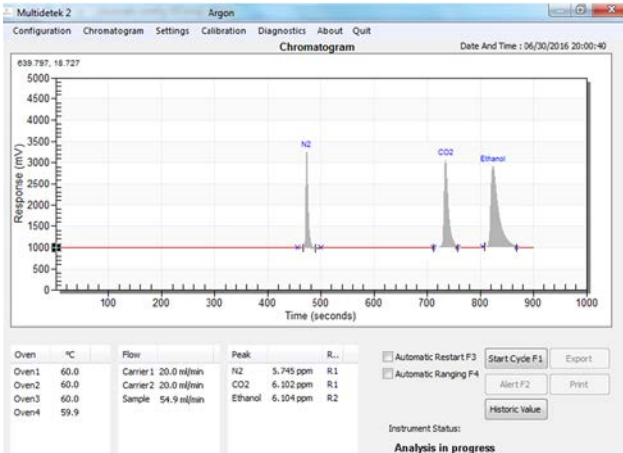 Multidetek 2 Argon
Configuration Chromatogram Settings Calibration Diagnostics About Quit
Chromatogram Date And Time : 06/30/2016 20:00:40
639.797, 18.727
Response (mV)
5000
4500
4000
3500
3000
2500
2000
1500
1000
500
0
N2
CO2
Ethanol
100 200 300 400 500 600 700 800 900 1000
Time (seconds)
Oven °C
Oven1 60.0
Oven2 60.0
Oven3 60.0
Oven4 59.9
Flow
Carrier1 20.0 ml/min
Carrier2 20.0 ml/min
Sample 54.9 ml/min
Peak R..
N2 5.745 ppm R1
CO2 6.102 ppm R1
Ethanol 6.104 ppm R2
Automatic Restart F3
Automatic Ranging F4
Start Cycle F1 Export
Alert F2 Print
Historic Value
Instrument Status:
Analysis in progress